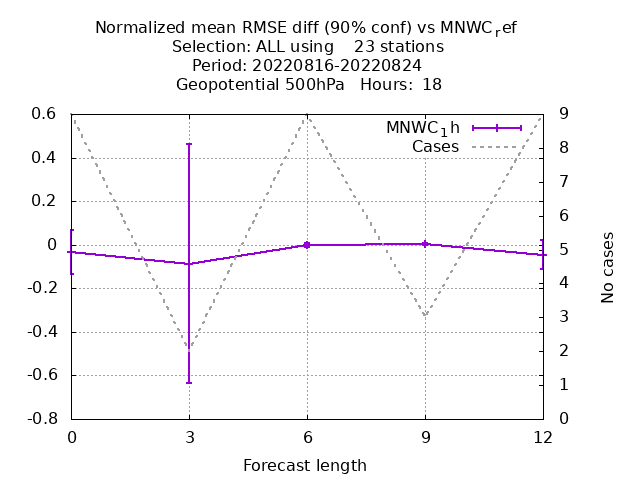 Normalized mean RMSE diff (90% conf) vs MNWC_ref
Selection: ALL using 23 stations
Period: 20220816-20220824
Geopotential 500hPa Hours: 18
MNWC_1h
Cases
0.6
0.4
0.2
0
-0.2
-0.4
-0.6
-0.8
9
8
7
6
5
4
3
2
1
0
No cases
0 3 6 9 12
Forecast length